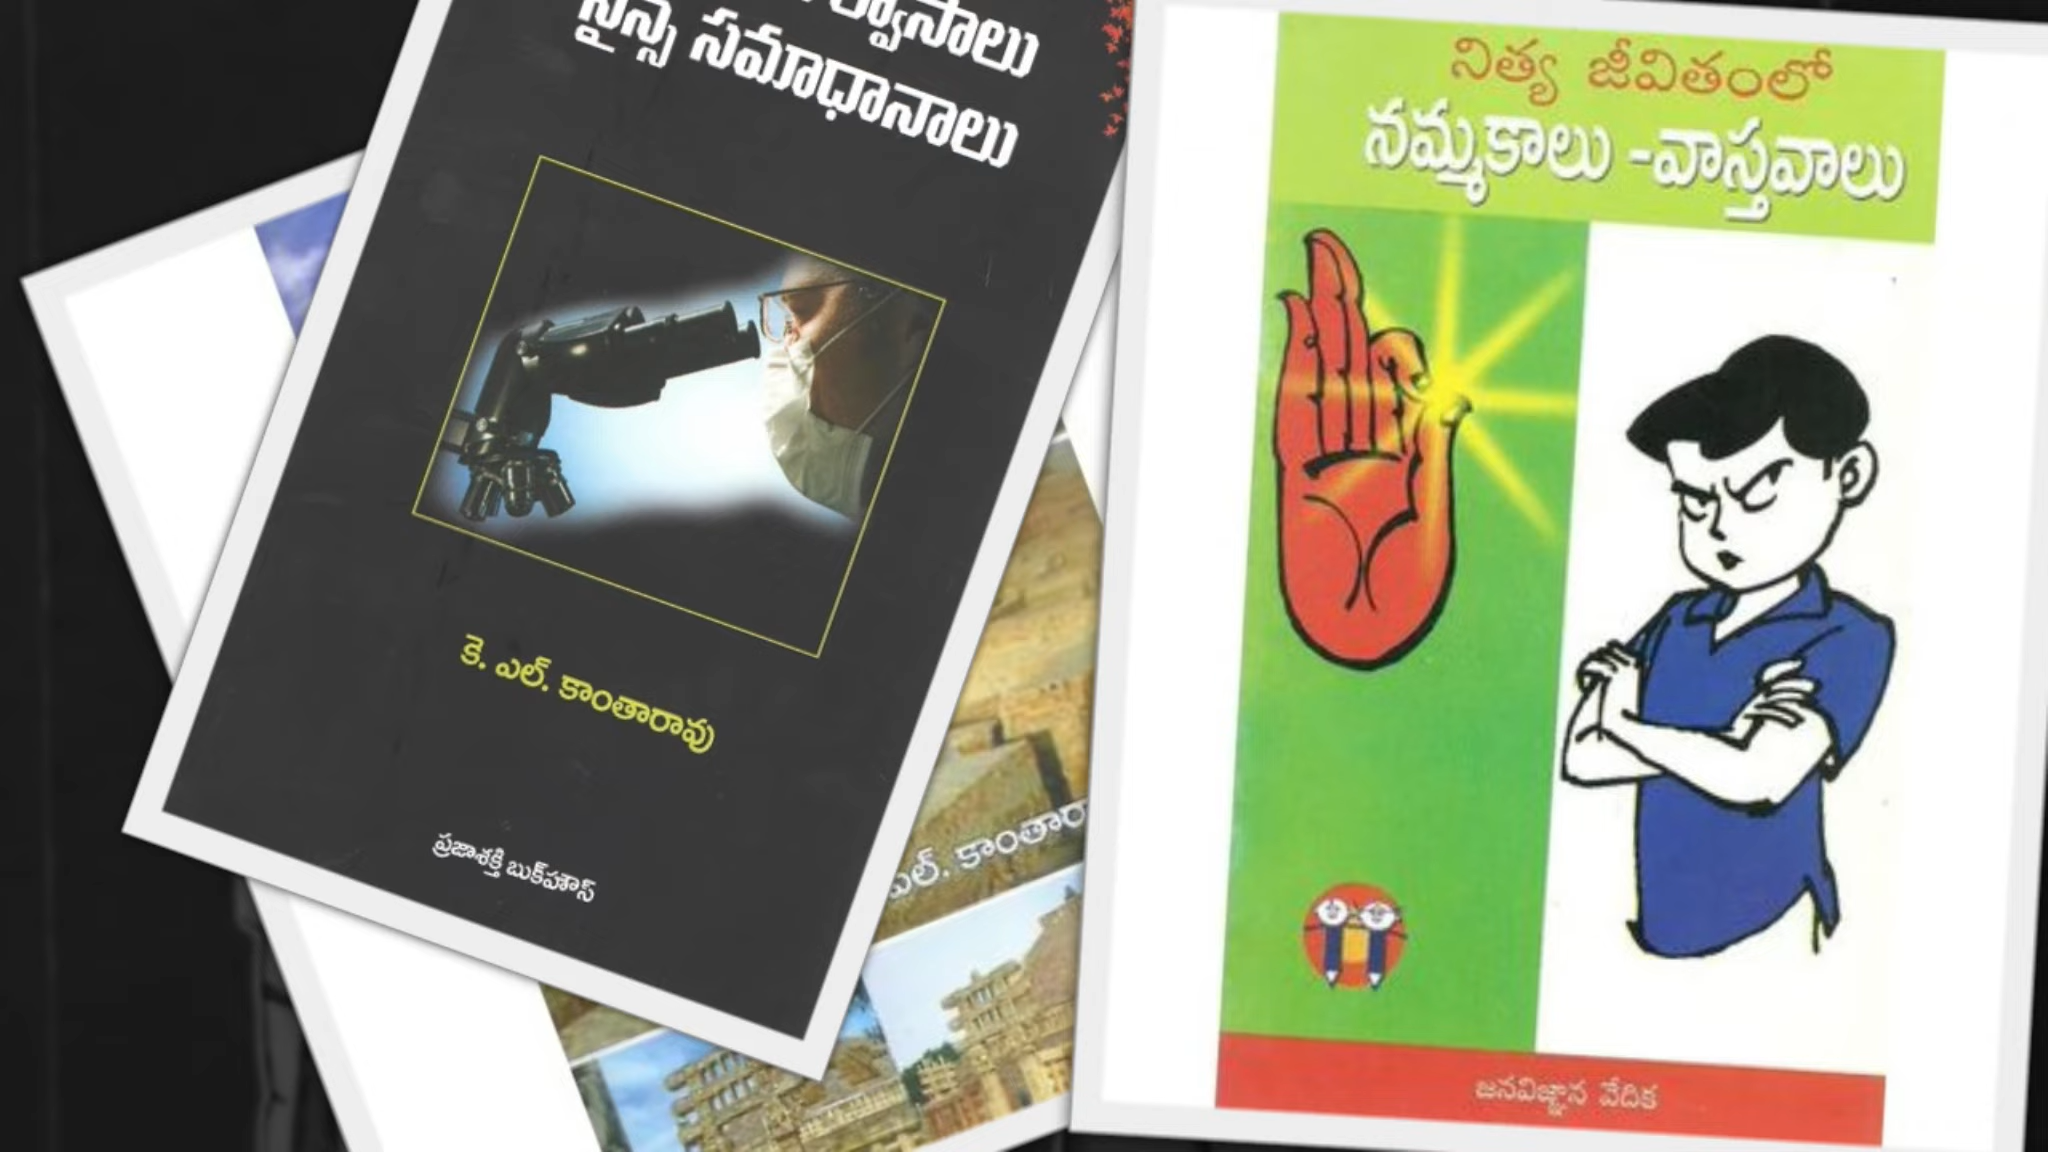 సైన్స్ సమాధానాలు
కె. ఎల్. కాంతారావు
ప్రజాశక్తి బుక్‌హౌస్
ఎల్.
నిత్య జీవితంలో
నమ్మకాలు -వాస్తవాలు
జనవిజ్ఞాన వేదిక